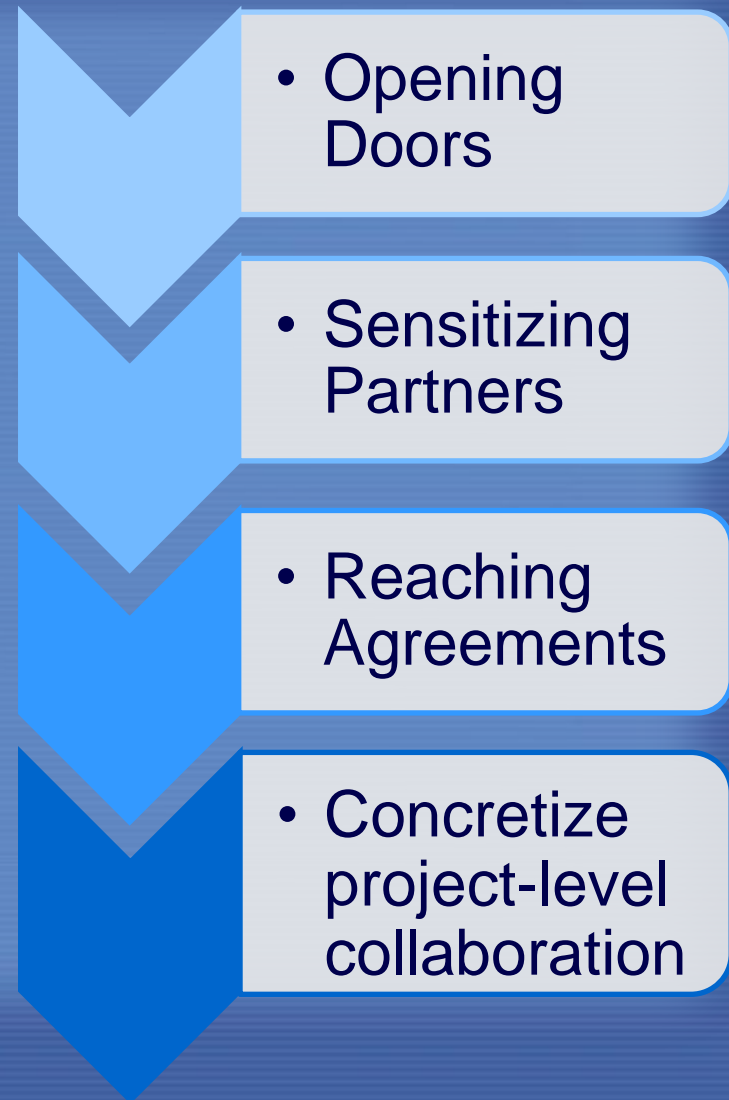 • Opening
Doors
• Sensitizing
Partners
• Reaching
Agreements
• Concretize
project-level
collaboration